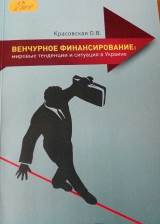 Красовская О.В.
ВЕНЧУРНОЕ ФИНАНСИРОВАНИЕ:
мировые тенденции и ситуация в Украине